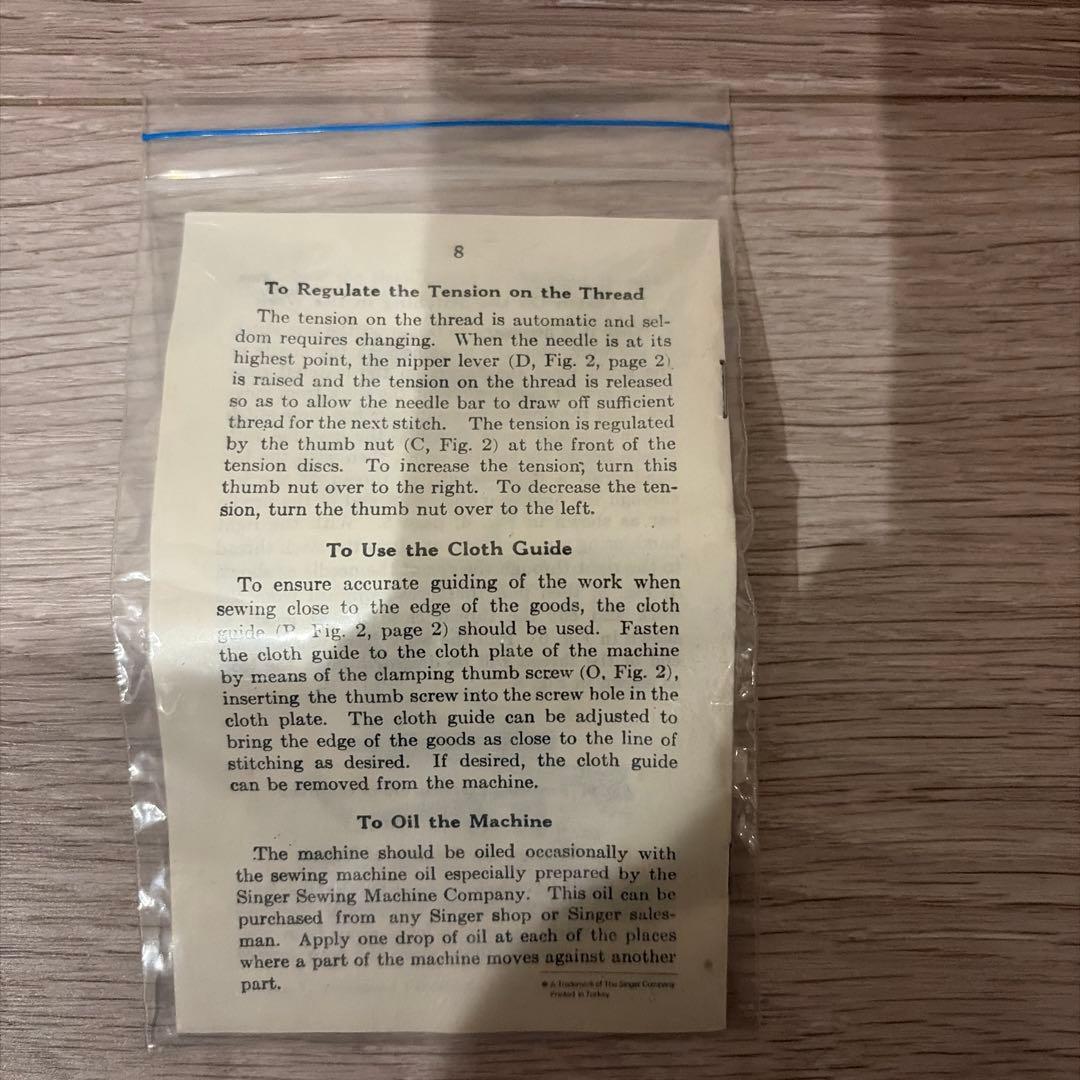 8
To Regulate the Tension on the Thread
The tension on the thread is automatic and sel-
dom requires changing. When the needle is at its
highest point, the nipper lever (D, Fig. 2, page 2)
is raised and the tension on the thread is released
so as to allow the needle bar to draw off sufficient
thread for the next stitch. The tension is regulated
by the thumb nut (C, Fig. 2) at the front of the
tension discs. To increase the tension, turn this
thumb nut over to the right. To decrease the ten-
sion, turn the thumb nut over to the left.
To Use the Cloth Guide
To ensure accurate guiding of the work when
sewing close to the edge of the goods, the cloth
guide (P, Fig. 2, page 2) should be used. Fasten
the cloth guide to the cloth plate of the machine
by means of the clamping thumb screw (O, Fig. 2),
inserting the thumb screw into the screw hole in the
cloth plate. The cloth guide can be adjusted to
bring the edge of the goods as close to the line of
stitching as desired. If desired, the cloth guide
can be removed from the machine.
To Oil the Machine
The machine should be oiled occasionally with
the sewing machine oil especially prepared by the
Singer Sewing Machine Company. This oil can be
purchased from any Singer shop or Singer sales-
man. Apply one drop of oil at each of the places
where a part of the machine moves against another
part.
A Trademark of The Singer Company
Printed in Turkey